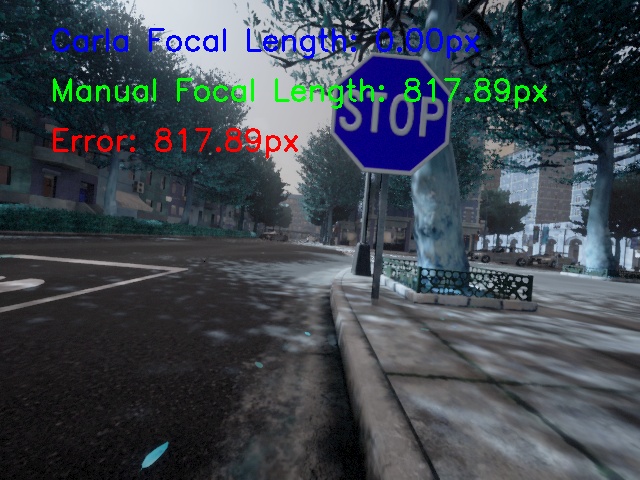 Carla Focal Length: 0.00px
Manual Focal Length: 817.89px
Error: 817.89px
STOP